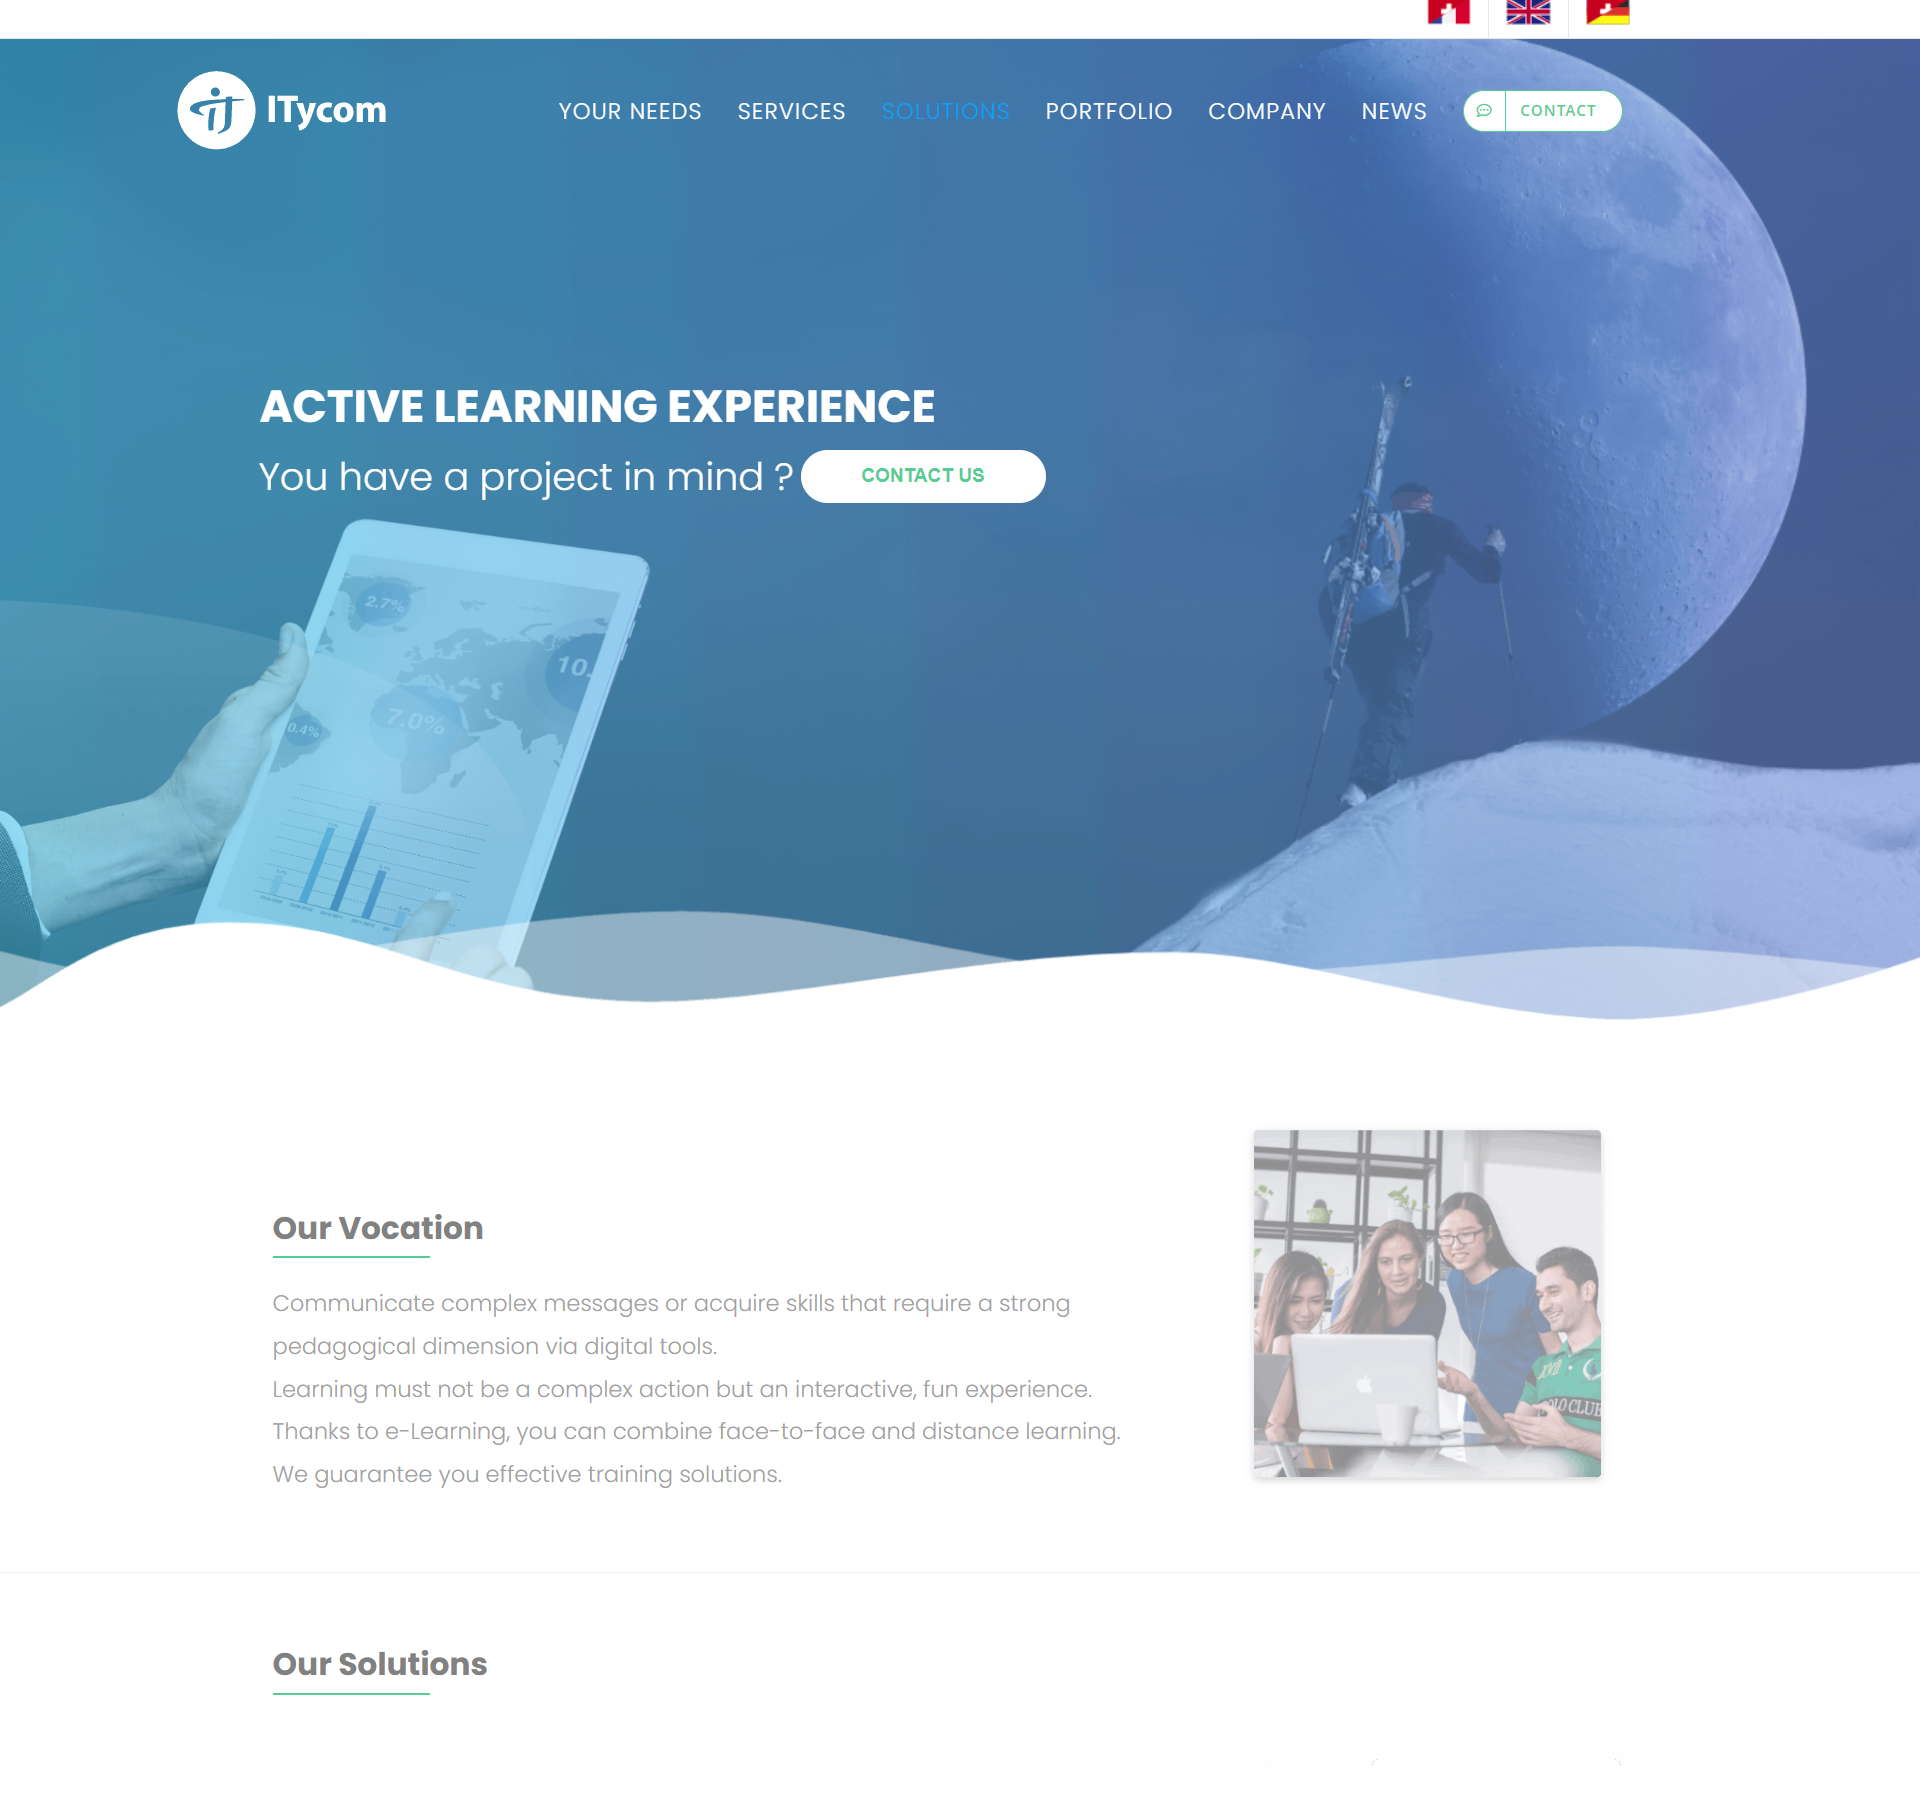 ITycom
YOUR NEEDS
SERVICES
SOLUTIONS
PORTFOLIO
COMPANY
NEWS
CONTACT
ACTIVE LEARNING EXPERIENCE
You have a project in mind ?
CONTACT US
2.7%
10.
7.0%
0.4%
Our Vocation
Communicate complex messages or acquire skills that require a strong
pedagogical dimension via digital tools.
Learning must not be a complex action but an interactive, fun experience.
Thanks to e-Learning, you can combine face-to-face and distance learning.
We guarantee you effective training solutions.
OLO CLUB
Our Solutions